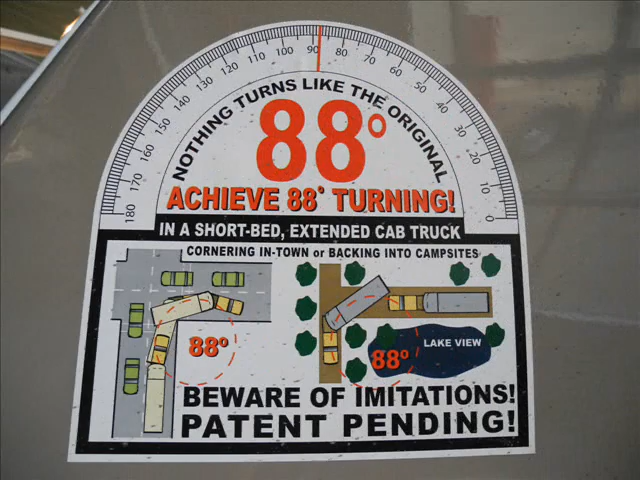 180 170 160 150 140 130 120 110 100 90 80 70 60 50 40 30 20 10 0
NOTHING TURNS LIKE THE ORIGINAL
88°
ACHIEVE 88° TURNING!
IN A SHORT-BED, EXTENDED CAB TRUCK
CORNERING IN-TOWN or BACKING INTO CAMPSITES
88°
LAKE VIEW
88°
BEWARE OF IMITATIONS!
PATENT PENDING!